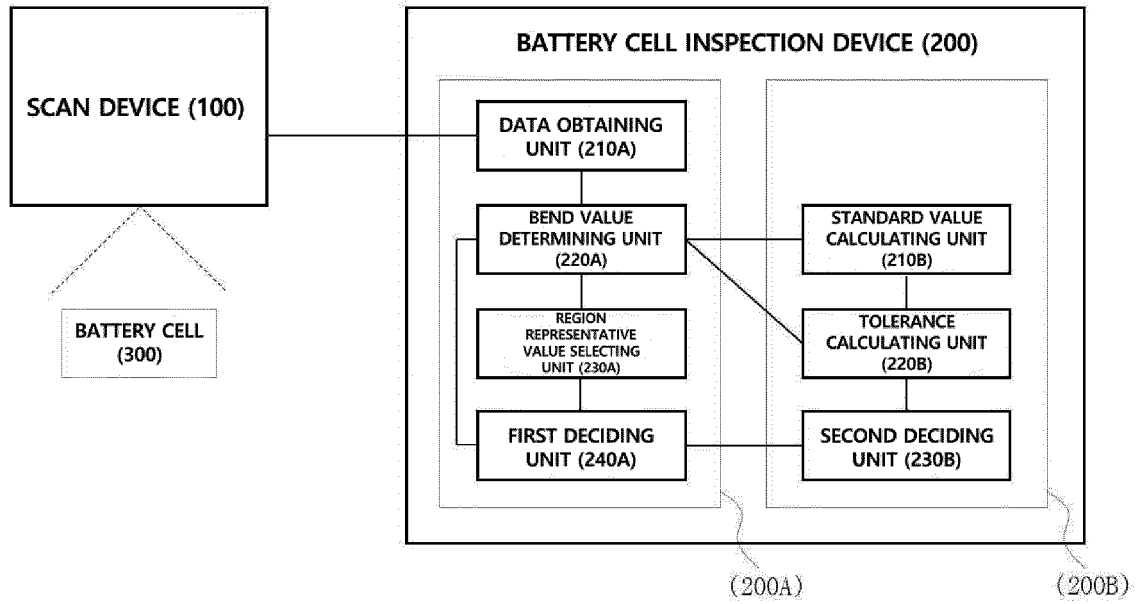 BATTERY CELL INSPECTION DEVICE (200)
SCAN DEVICE (100)
DATA OBTAINING
UNIT (210A)
BEND VALUE
DETERMINING UNIT
(220A)
STANDARD VALUE
CALCULATING UNIT
(210B)
BATTERY CELL
(300)
REGION
REPRESENTATIVE
VALUE SELECTING
UNIT (230A)
TOLERANCE
CALCULATING UNIT
(220B)
FIRST DECIDING
UNIT (240A)
SECOND DECIDING
UNIT (230B)
(200A)
(200B)